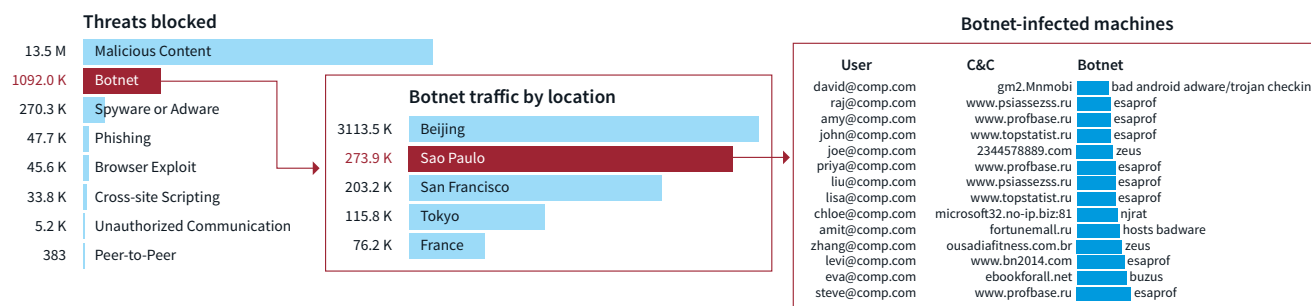 Threats blocked
13.5 M Malicious Content
1092.0 K Botnet
270.3 K Spyware or Adware
47.7 K Phishing
45.6 K Browser Exploit
33.8 K Cross-site Scripting
5.2 K Unauthorized Communication
383 Peer-to-Peer
Botnet traffic by location
3113.5 K Beijing
273.9 K Sao Paulo
203.2 K San Francisco
115.8 K Tokyo
76.2 K France
Botnet-infected machines
User C&C Botnet
david@comp.com gm2.Mnmobi bad android adware/trojan checkin
raj@comp.com www.psiassezss.ru esaprof
amy@comp.com www.profbase.ru esaprof
john@comp.com www.topstatist.ru esaprof
joe@comp.com 2344578889.com zeus
priya@comp.com www.profbase.ru esaprof
liu@comp.com www.psiassezss.ru esaprof
lisa@comp.com www.topstatist.ru esaprof
chloe@comp.com microsoft32.no-ip.biz:81 njrat
amit@comp.com fortunemall.ru hosts badware
zhang@comp.com ousadiafitness.com.br zeus
levi@comp.com www.bn2014.com esaprof
eva@comp.com ebookforall.net buzus
steve@comp.com www.profbase.ru esaprof